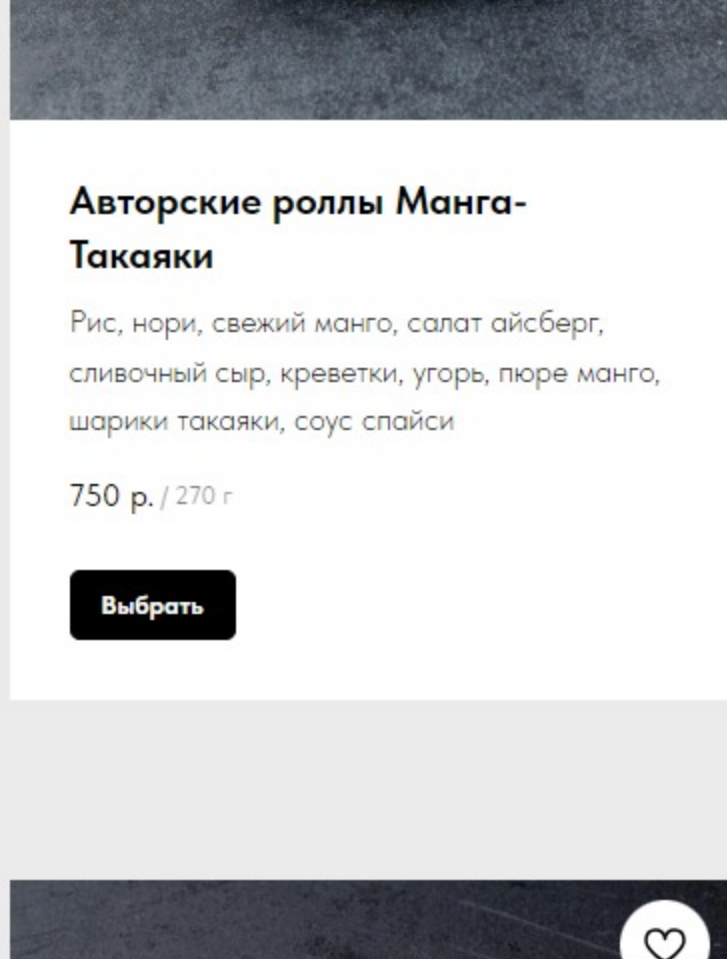 Авторские роллы Манга-
Такаяки
Рис, нори, свежий манго, салат айсберг,
сливочный сыр, креветки, угорь, пюре манго,
шарики такаяки, соус спайси
750 р. / 270 г
Выбрать